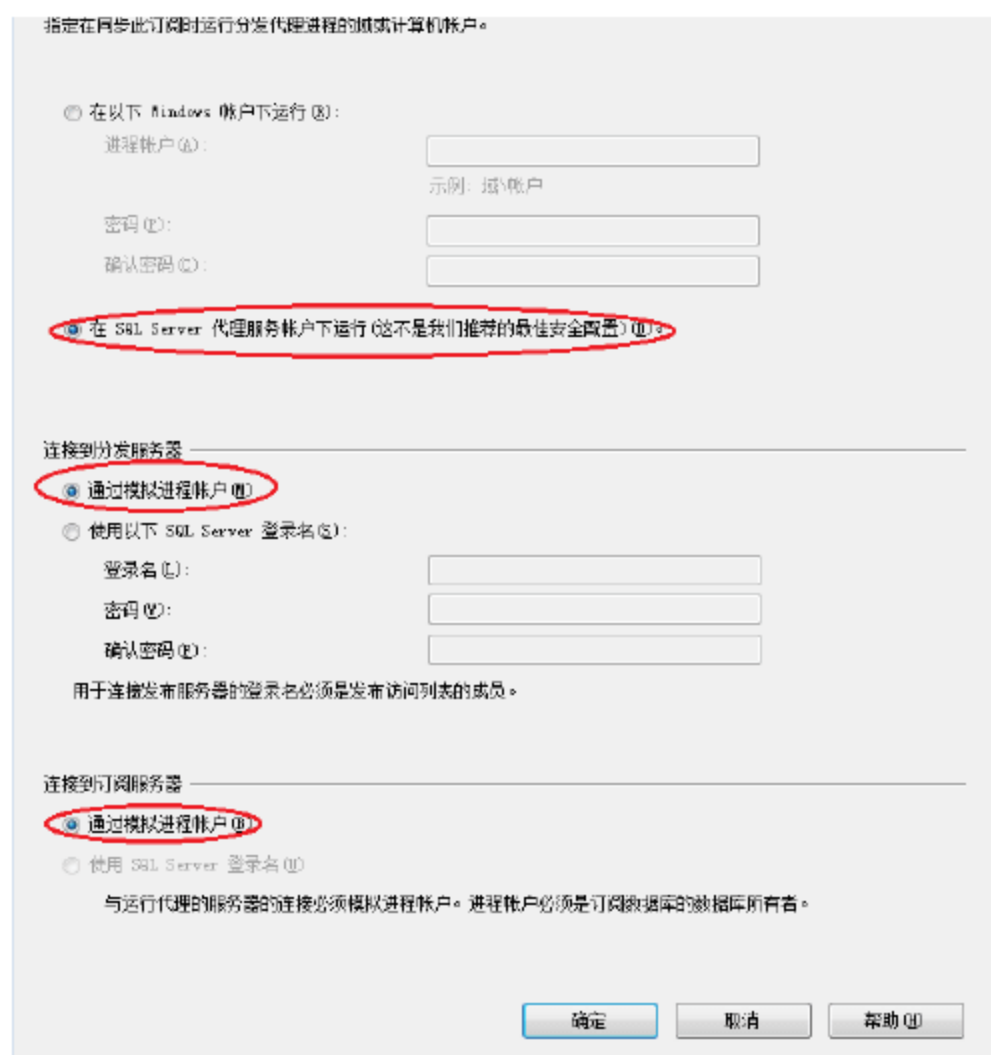 指定在同步此订阅时运行分发代理进程的域或计算机帐户。
在以下 Windows 帐户下运行(R):
进程帐户(A):
示例: 域\帐户
密码(P):
确认密码(C):
在 SQL Server 代理服务帐户下运行(这不是我们推荐的最佳安全配置)(U)。
连接到分发服务器
通过模拟进程帐户(M)
使用以下 SQL Server 登录名(S):
登录名(L):
密码(W):
确认密码(F):
用于连接发布服务器的登录名必须是发布访问列表的成员。
连接到订阅服务器
通过模拟进程帐户(B)
使用 SQL Server 登录名(U)
与运行代理的服务器的连接必须模拟进程帐户。进程帐户必须是订阅数据库的数据库所有者。
确定
取消
帮助(H)